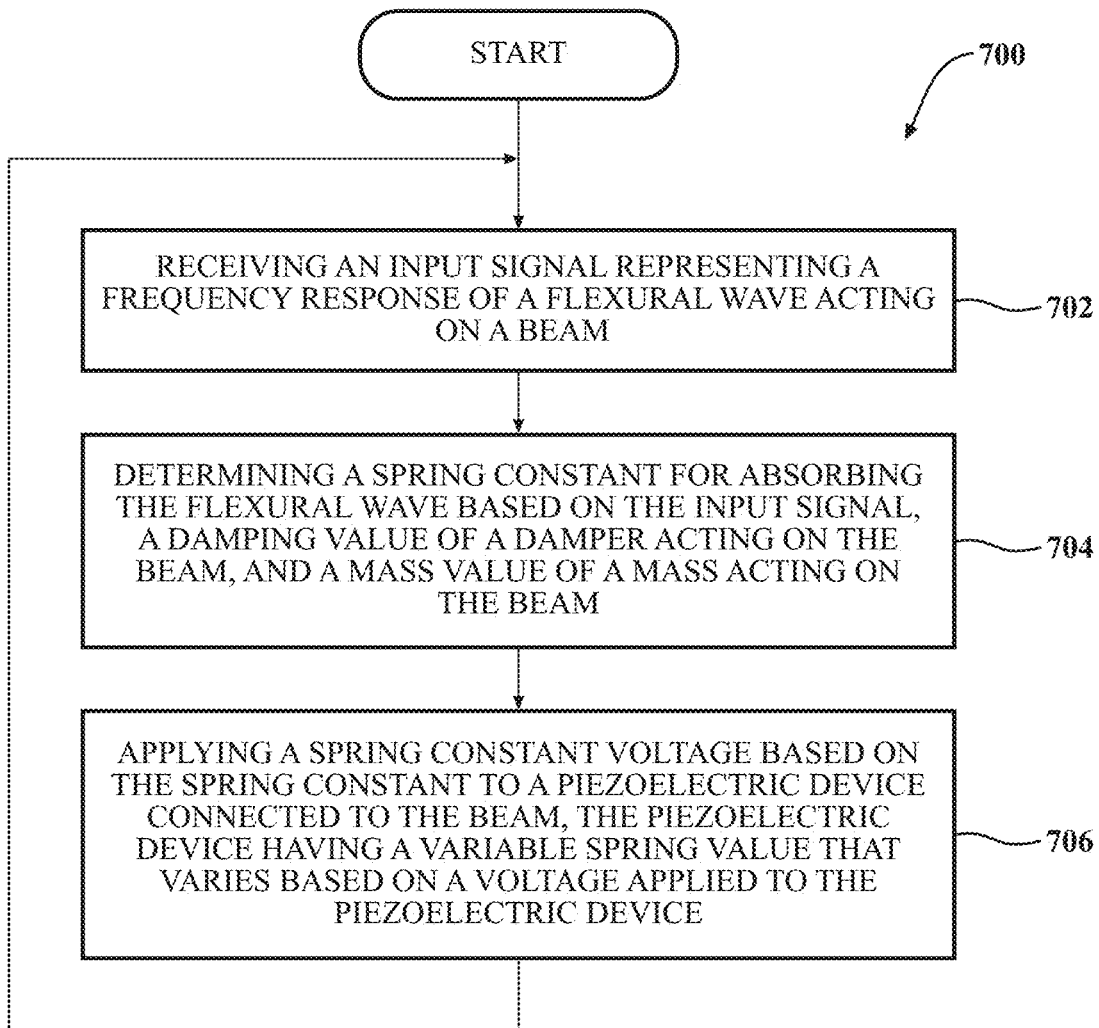 START
700
RECEIVING AN INPUT SIGNAL REPRESENTING A
FREQUENCY RESPONSE OF A FLEXURAL WAVE ACTING
ON A BEAM
702
DETERMINING A SPRING CONSTANT FOR ABSORBING
THE FLEXURAL WAVE BASED ON THE INPUT SIGNAL,
A DAMPING VALUE OF A DAMPER ACTING ON THE
BEAM, AND A MASS VALUE OF A MASS ACTING ON
THE BEAM
704
APPLYING A SPRING CONSTANT VOLTAGE BASED ON
THE SPRING CONSTANT TO A PIEZOELECTRIC DEVICE
CONNECTED TO THE BEAM, THE PIEZOELECTRIC
DEVICE HAVING A VARIABLE SPRING VALUE THAT
VARIES BASED ON A VOLTAGE APPLIED TO THE
PIEZOELECTRIC DEVICE
706